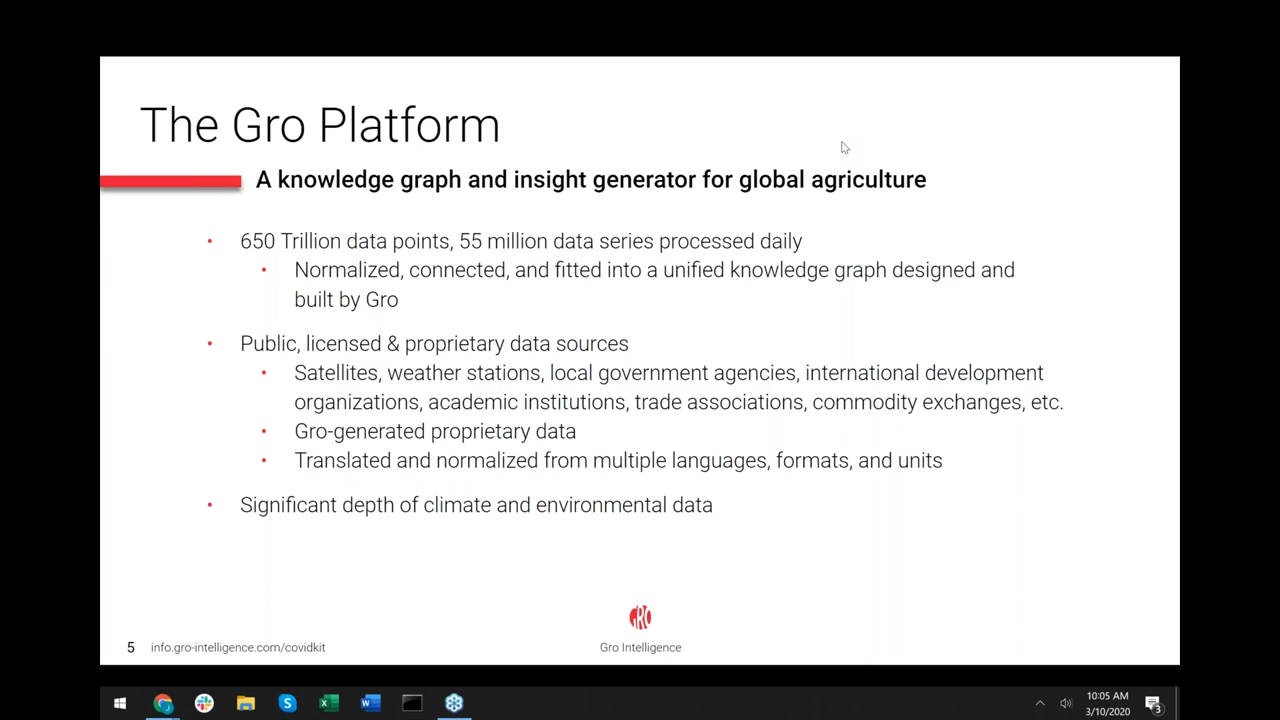 The Gro Platform
A knowledge graph and insight generator for global agriculture
• 650 Trillion data points, 55 million data series processed daily
• Normalized, connected, and fitted into a unified knowledge graph designed and
built by Gro
• Public, licensed & proprietary data sources
• Satellites, weather stations, local government agencies, international development
organizations, academic institutions, trade associations, commodity exchanges, etc.
• Gro-generated proprietary data
• Translated and normalized from multiple languages, formats, and units
• Significant depth of climate and environmental data
GRO
5 info.gro-intelligence.com/covidkit Gro Intelligence
10:05 AM
3/10/2020
3